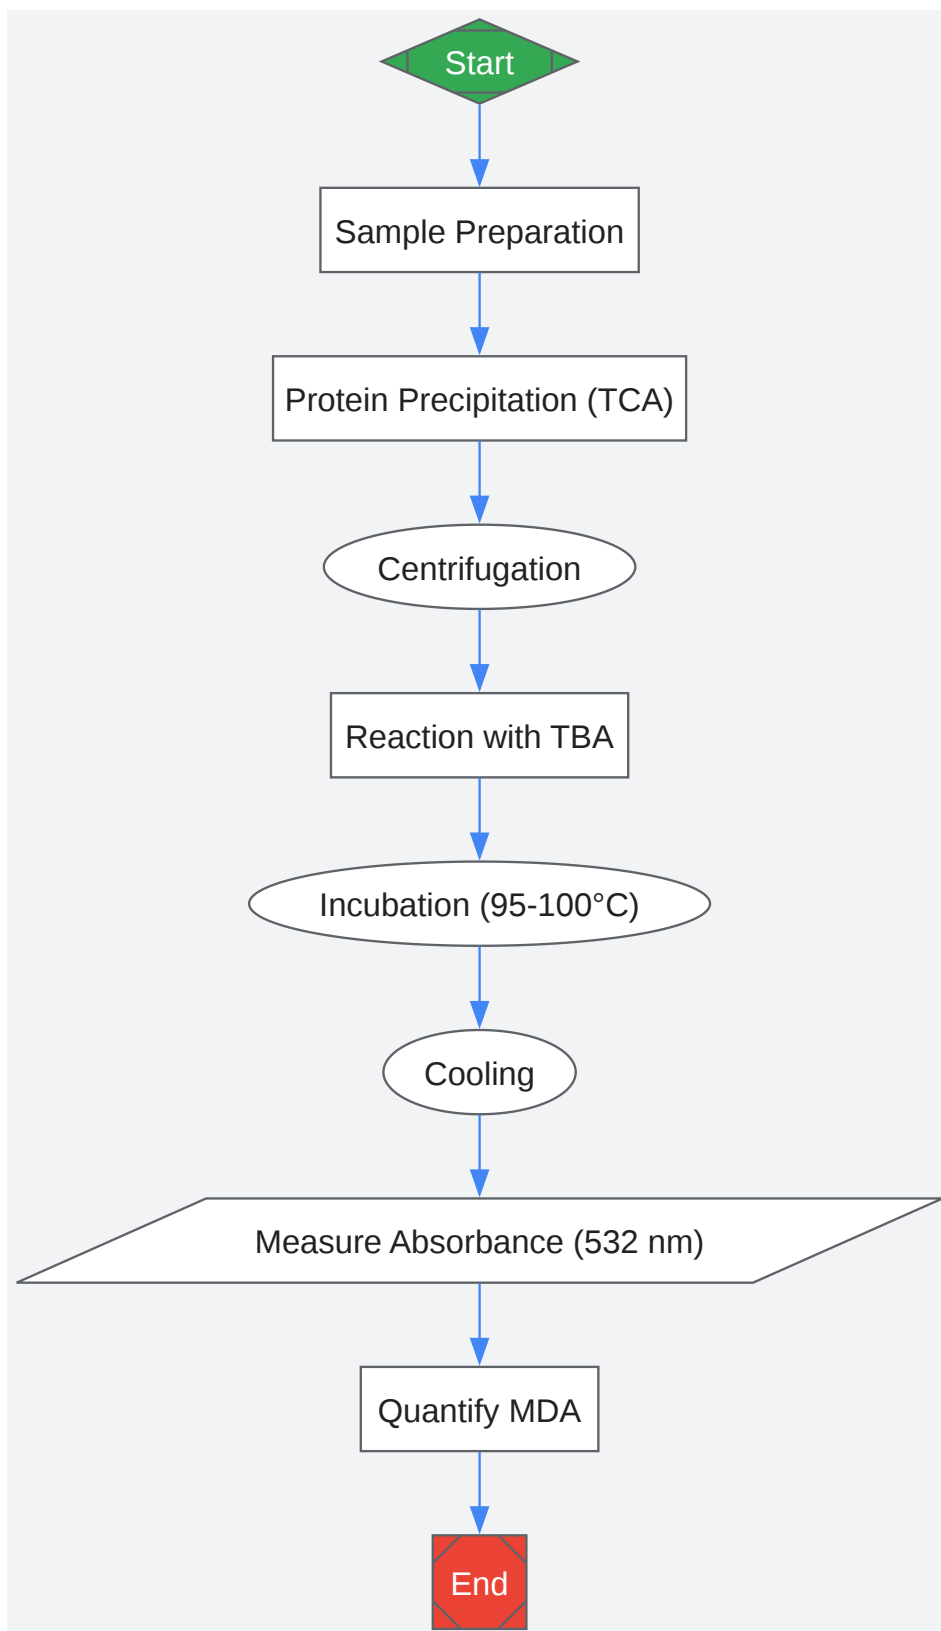 Start
Sample Preparation
Protein Precipitation (TCA)
Centrifugation
Reaction with TBA
Incubation (95-100°C)
Cooling
Measure Absorbance (532 nm)
Quantify MDA
End